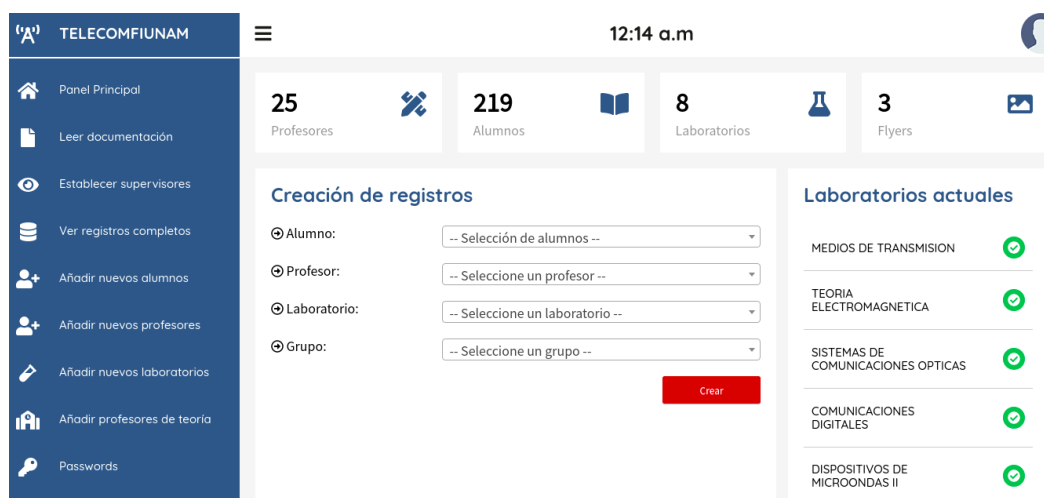 TELECOMFIUNAM
12:14 a.m
Panel Principal
Leer documentación
Establecer supervisores
Ver registros completos
Añadir nuevos alumnos
Añadir nuevos profesores
Añadir nuevos laboratorios
Añadir profesores de teoría
Passwords
25
Profesores
219
Alumnos
8
Laboratorios
3
Flyers
Creación de registros
Alumno:
-- Selección de alumnos --
Profesor:
-- Seleccione un profesor --
Laboratorio:
-- Seleccione un laboratorio --
Grupo:
-- Seleccione un grupo --
Crear
Laboratorios actuales
MEDIOS DE TRANSMISION
TEORIA
ELECTROMAGNETICA
SISTEMAS DE
COMUNICACIONES OPTICAS
COMUNICACIONES
DIGITALES
DISPOSITIVOS DE
MICROONDAS II